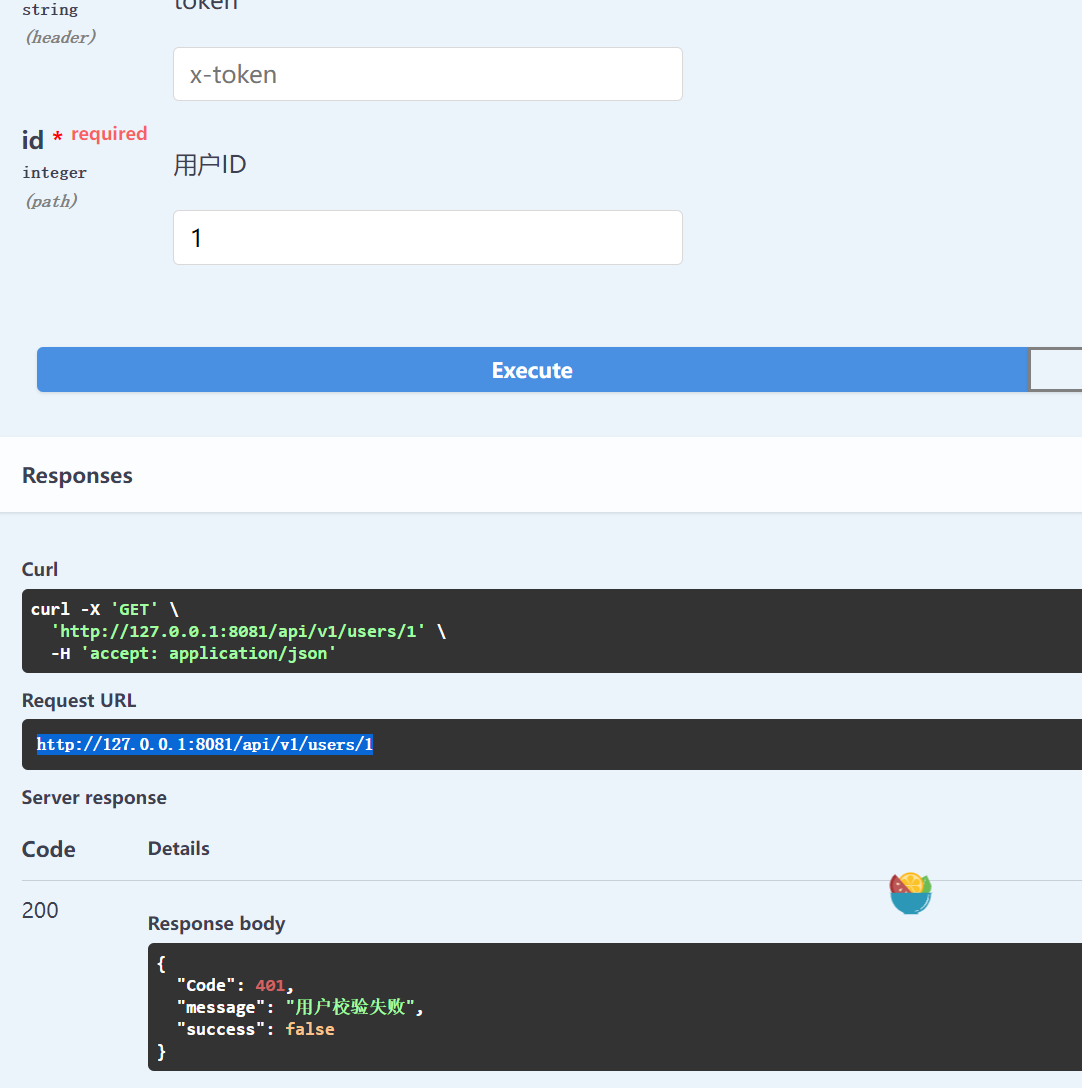 string
token
(header)
x-token
id * required
integer
用户ID
(path)
1
Execute
Responses
Curl
curl -X 'GET' \
'http://127.0.0.1:8081/api/v1/users/1' \
-H 'accept: application/json'
Request URL
http://127.0.0.1:8081/api/v1/users/1
Server response
Code
Details
200
Response body
{
"Code": 401,
"message": "用户校验失败",
"success": false
}